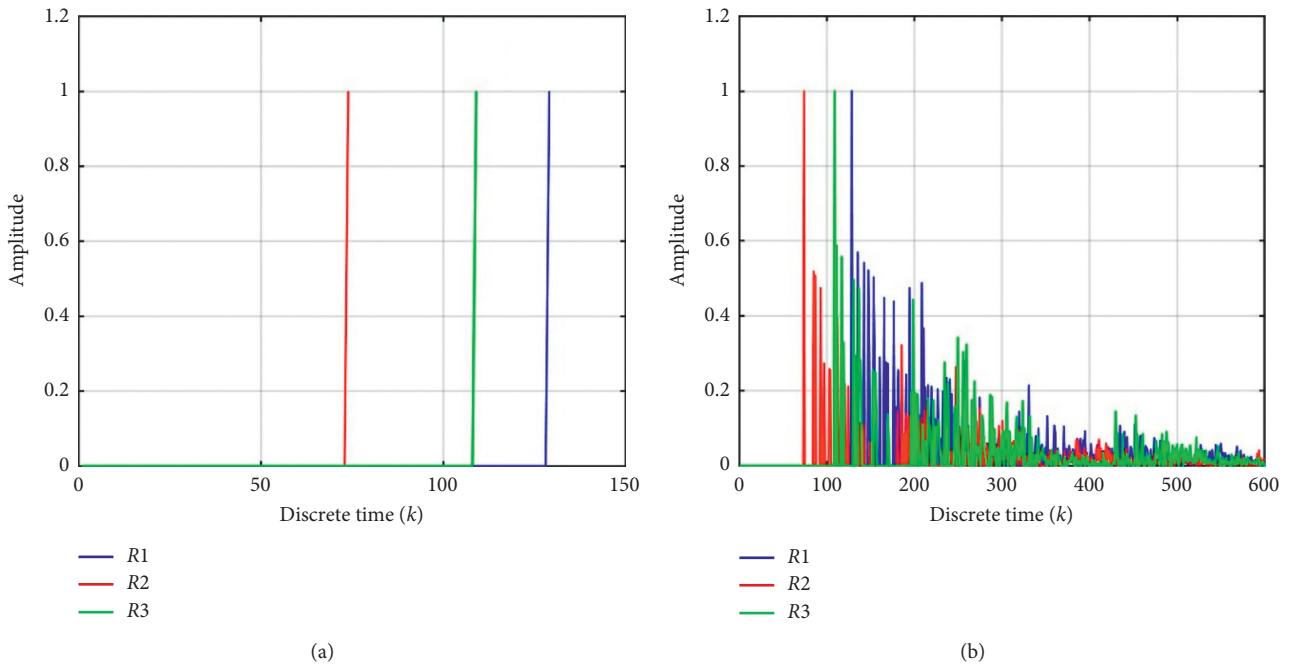 1.2
1
0.8
0.6
0.4
0.2
0
Amplitude
0 50 100 150
Discrete time (k)
R1
R2
R3
(a)
1.2
1
0.8
0.6
0.4
0.2
0
Amplitude
0 100 200 300 400 500 600
Discrete time (k)
R1
R2
R3
(b)